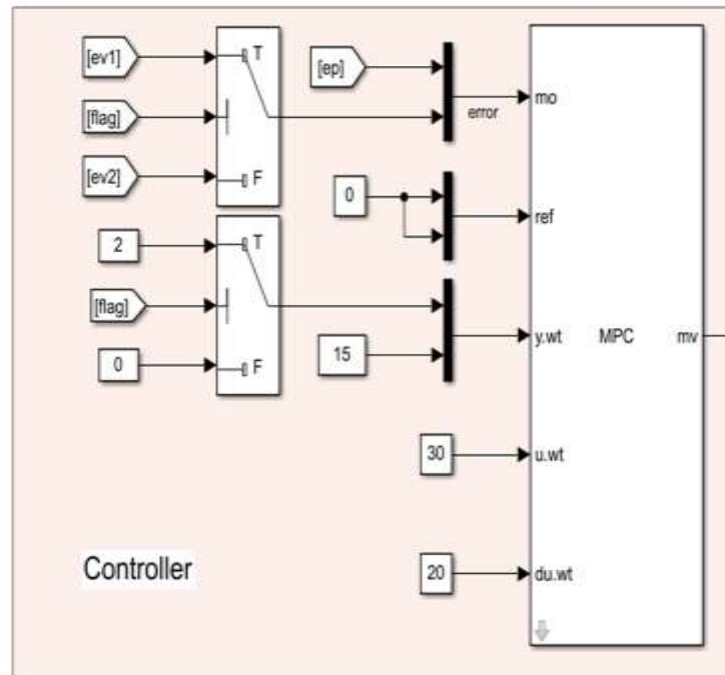 [ev1]
T
[ep]
[flag]
error
mo
[ev2]
F
0
ref
2
T
[flag]
15
y.wt
MPC
mv
0
F
30
u.wt
Controller
20
du.wt